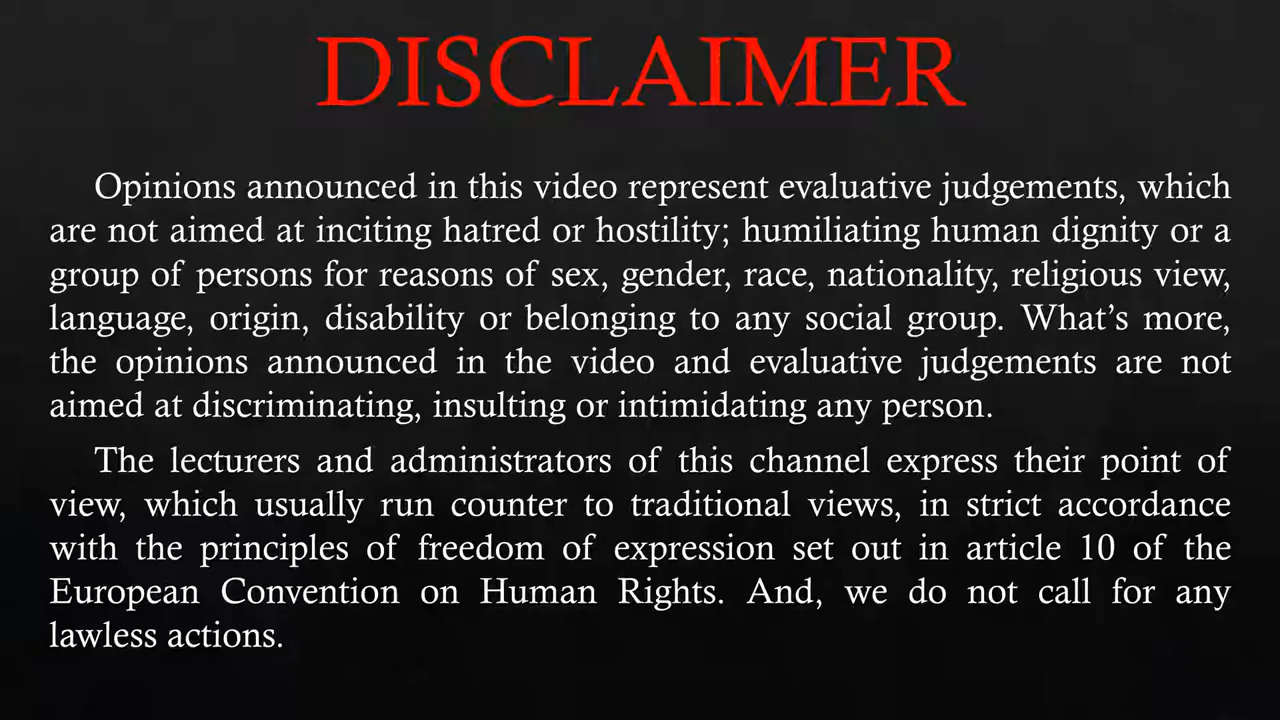 DISCLAIMER
Opinions announced in this video represent evaluative judgements, which
are not aimed at inciting hatred or hostility; humiliating human dignity or a
group of persons for reasons of sex, gender, race, nationality, religious view,
language, origin, disability or belonging to any social group. What’s more,
the opinions announced in the video and evaluative judgements are not
aimed at discriminating, insulting or intimidating any person.
The lecturers and administrators of this channel express their point of
view, which usually run counter to traditional views, in strict accordance
with the principles of freedom of expression set out in article 10 of the
European Convention on Human Rights. And, we do not call for any
lawless actions.